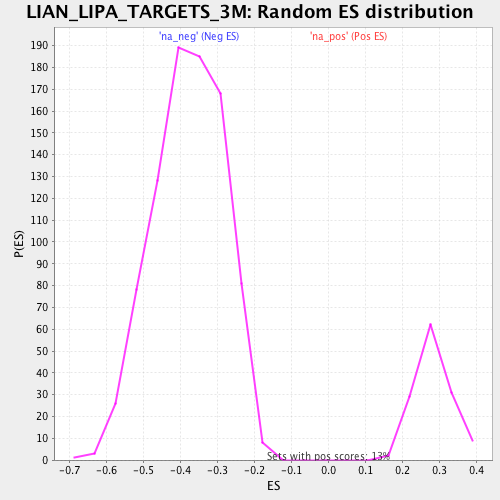 LIAN_LIPA_TARGETS_3M: Random ES distribution
'na_neg' (Neg ES)
'na_pos' (Pos ES)
190
180
170
160
150
140
130
120
110
100
90
80
70
60
50
40
30
20
10
0
P(ES)
Sets with pos scores: 13%
-0.7 -0.6 -0.5 -0.4 -0.3 -0.2 -0.1 0.0 0.1 0.2 0.3 0.4
ES